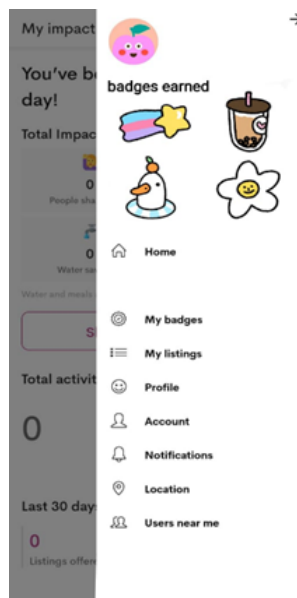 My impact
You've b
day!
Total Impac
0
People sha
0
Water sa
Water and meals
S
Total activit
0
Last 30 day
0
Listings offer
badges earned
Home
My badges
My listings
Profile
Account
Notifications
Location
Users near me